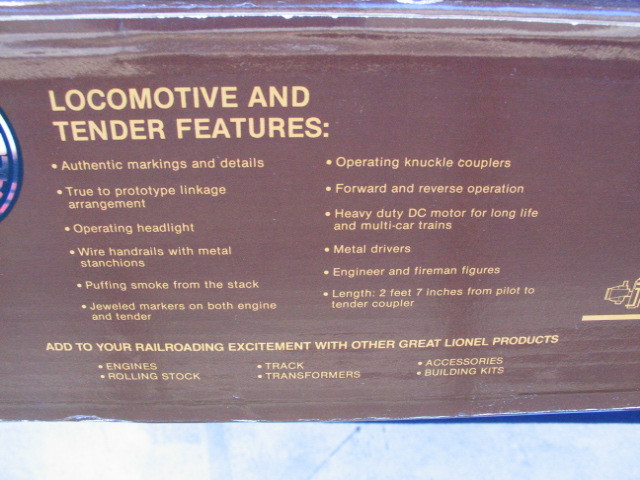 LOCOMOTIVE AND
TENDER FEATURES:
• Authentic markings and details
• True to prototype linkage
arrangement
• Operating headlight
• Wire handrails with metal
stanchions
• Puffing smoke from the stack
• Jeweled markers on both engine
and tender
• Operating knuckle couplers
• Forward and reverse operation
• Heavy duty DC motor for long life
and multi-car trains
• Metal drivers
• Engineer and fireman figures
• Length: 2 feet 7 inches from pilot to
tender coupler
ADD TO YOUR RAILROADING EXCITEMENT WITH OTHER GREAT LIONEL PRODUCTS
• ENGINES
• ROLLING STOCK
• TRACK
• TRANSFORMERS
• ACCESSORIES
• BUILDING KITS